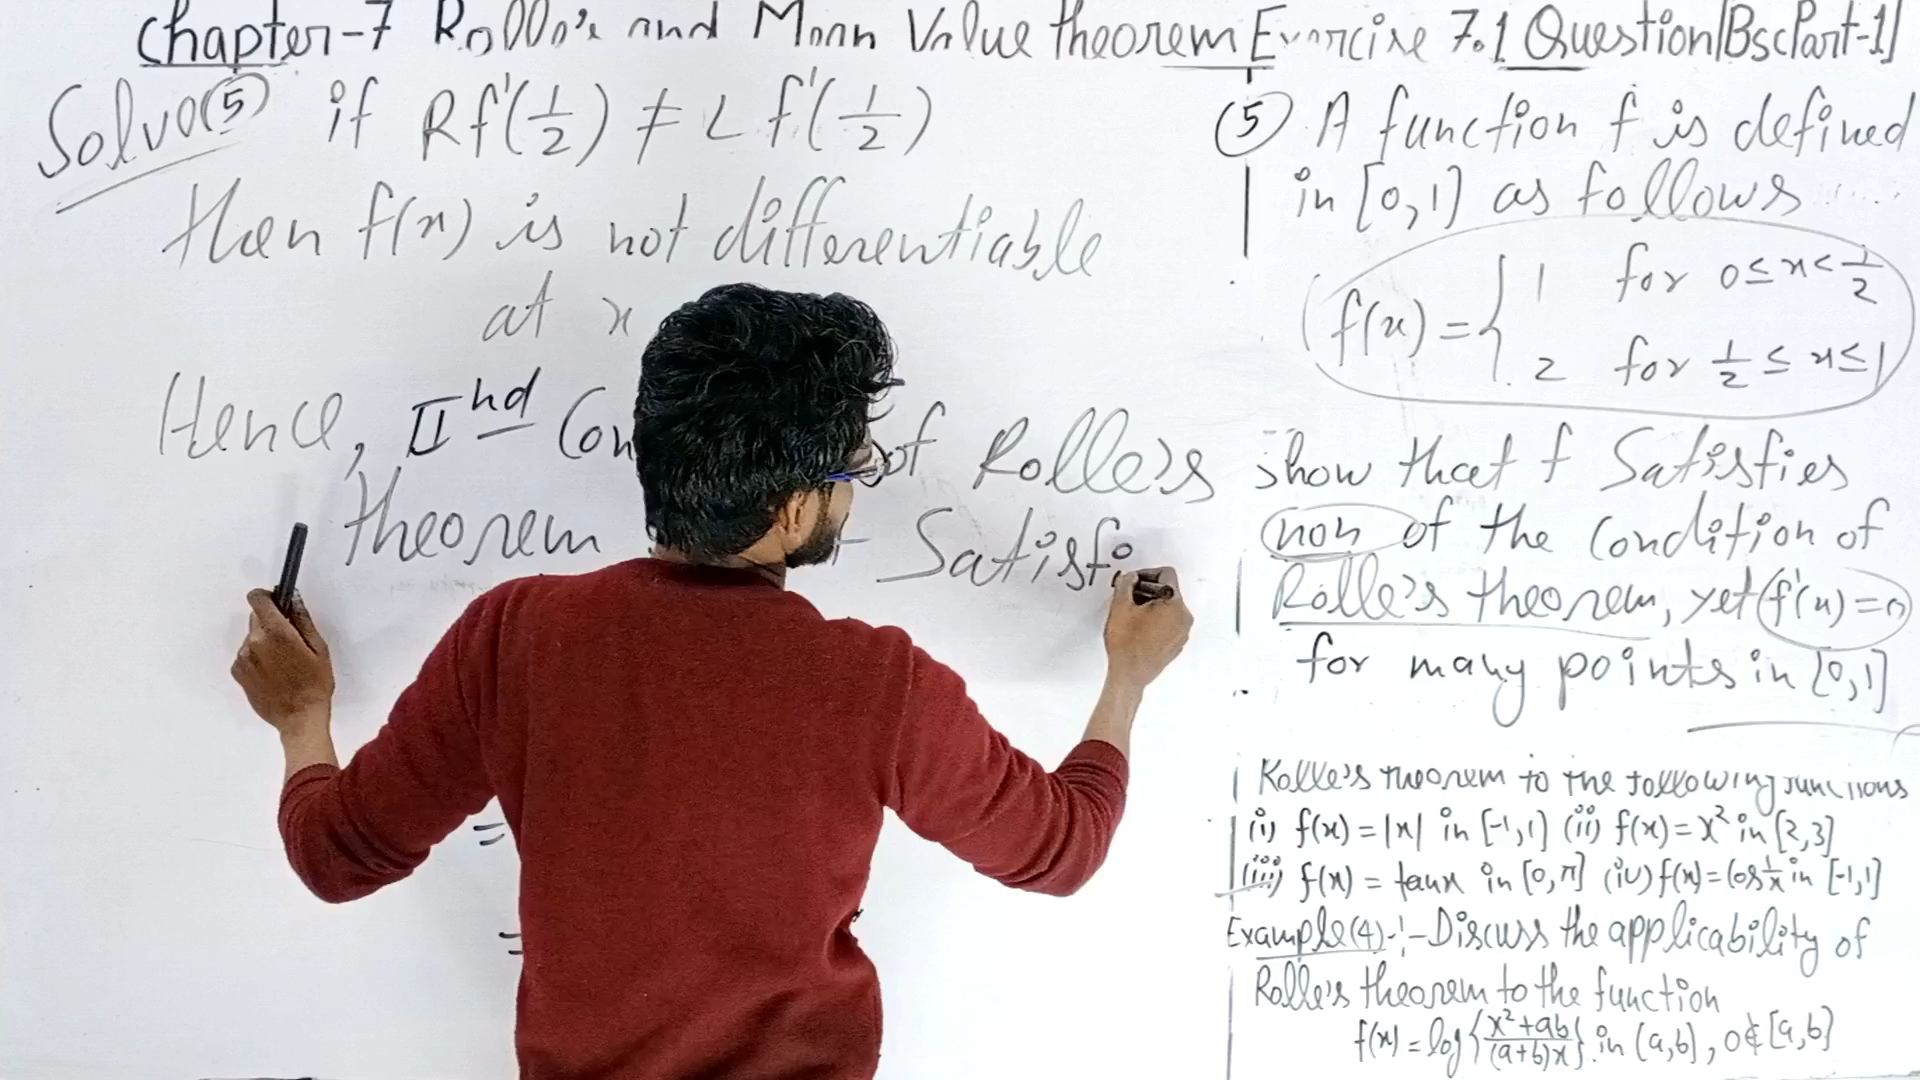 Chapter-7 Rolle's and Mean Value theorem Exercise 7.1 Question|Bsc Part-1|
Solve(5) if Rf'(1/2) ≠ Lf'(1/2)
then f(x) is not differentiable
at x
Hence, IInd Con of Rolle's
theorem Satisfi
(5) A function f is defined
in [0,1] as follows
f(x) = { 1 for 0≤x<1/2
2 for 1/2≤x≤1
show that f Satisfies
non of the Condition of
Rolle's theorem, yet f'(x)=0
for many points in [0,1]
Rolle's theorem to the following functions
(i) f(x)=|x| in [-1,1] (ii) f(x)=x² in [2,3]
(iii) f(x) = tanx in [0,π] (iv) f(x)=Cos 1/x in [-1,1]
Example(4):- Discuss the applicability of
Rolle's theorem to the function
f(x)=log{(x²+ab)/((a+b)x)} in [a,b], 0∉[a,b]